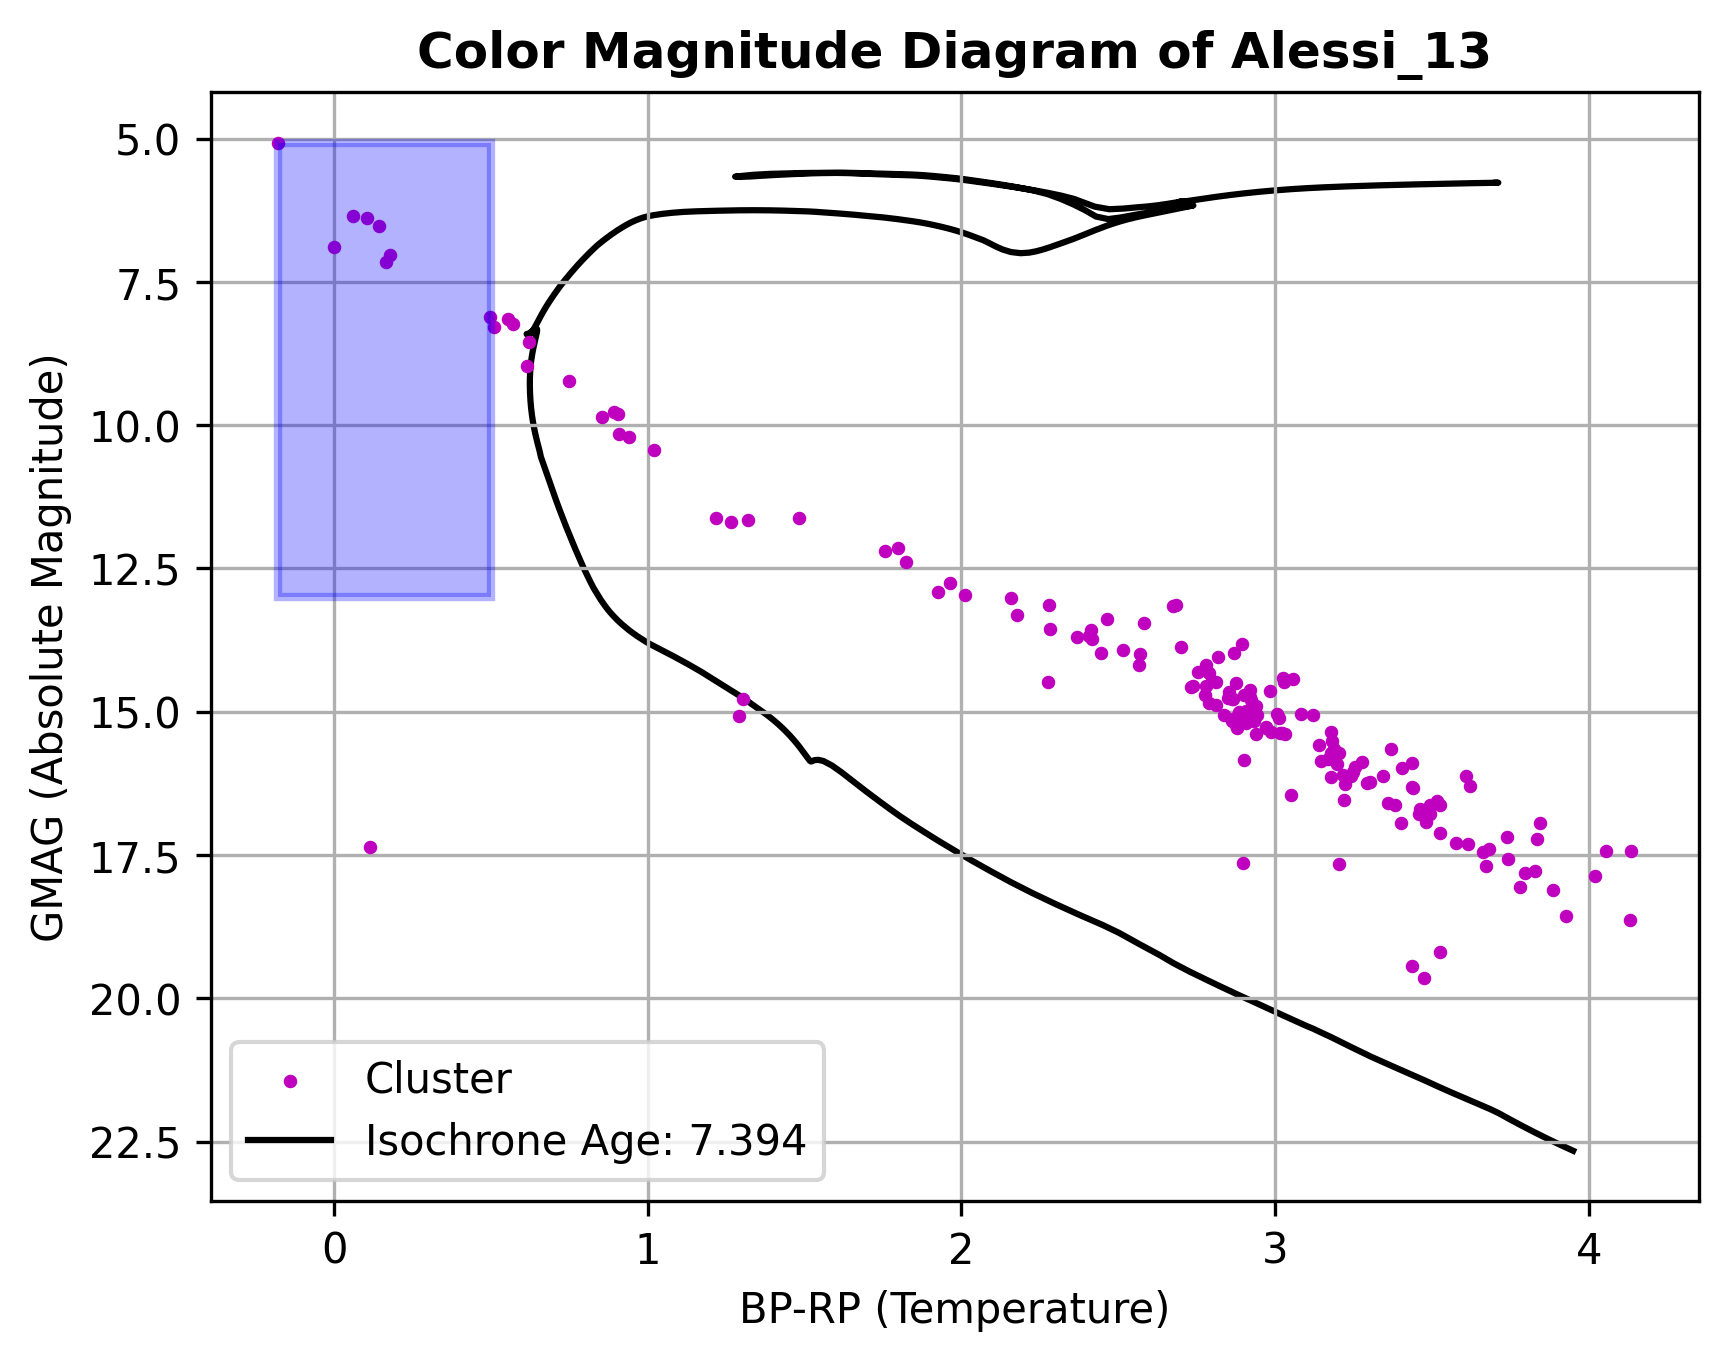 Color Magnitude Diagram of Alessi_13
GMAG (Absolute Magnitude)
5.0
7.5
10.0
12.5
15.0
17.5
20.0
22.5
Cluster
Isochrone Age: 7.394
0 1 2 3 4
BP-RP (Temperature)